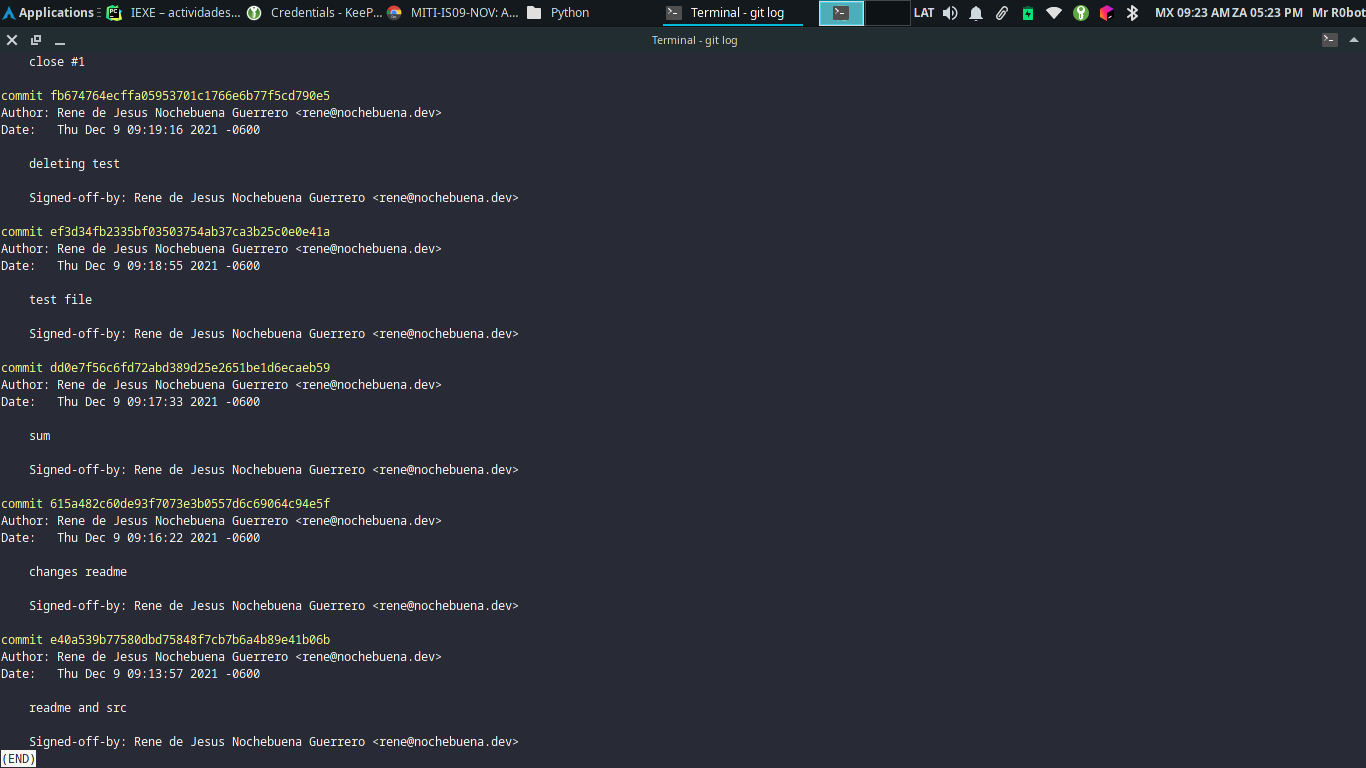 Applications IEXE – actividades... Credentials - KeeP... MITI-IS09-NOV: A... Python Terminal - git log LAT MX 09:23 AM ZA 05:23 PM Mr R0bot
Terminal - git log
close #1
commit fb674764ecffa05953701c1766e6b77f5cd790e5
Author: Rene de Jesus Nochebuena Guerrero <rene@nochebuena.dev>
Date:   Thu Dec 9 09:19:16 2021 -0600
deleting test
Signed-off-by: Rene de Jesus Nochebuena Guerrero <rene@nochebuena.dev>
commit ef3d34fb2335bf03503754ab37ca3b25c0e0e41a
Author: Rene de Jesus Nochebuena Guerrero <rene@nochebuena.dev>
Date:   Thu Dec 9 09:18:55 2021 -0600
test file
Signed-off-by: Rene de Jesus Nochebuena Guerrero <rene@nochebuena.dev>
commit dd0e7f56c6fd72abd389d25e2651be1d6ecaeb59
Author: Rene de Jesus Nochebuena Guerrero <rene@nochebuena.dev>
Date:   Thu Dec 9 09:17:33 2021 -0600
sum
Signed-off-by: Rene de Jesus Nochebuena Guerrero <rene@nochebuena.dev>
commit 615a482c60de93f7073e3b0557d6c69064c94e5f
Author: Rene de Jesus Nochebuena Guerrero <rene@nochebuena.dev>
Date:   Thu Dec 9 09:16:22 2021 -0600
changes readme
Signed-off-by: Rene de Jesus Nochebuena Guerrero <rene@nochebuena.dev>
commit e40a539b77580dbd75848f7cb7b6a4b89e41b06b
Author: Rene de Jesus Nochebuena Guerrero <rene@nochebuena.dev>
Date:   Thu Dec 9 09:13:57 2021 -0600
readme and src
Signed-off-by: Rene de Jesus Nochebuena Guerrero <rene@nochebuena.dev>
(END)